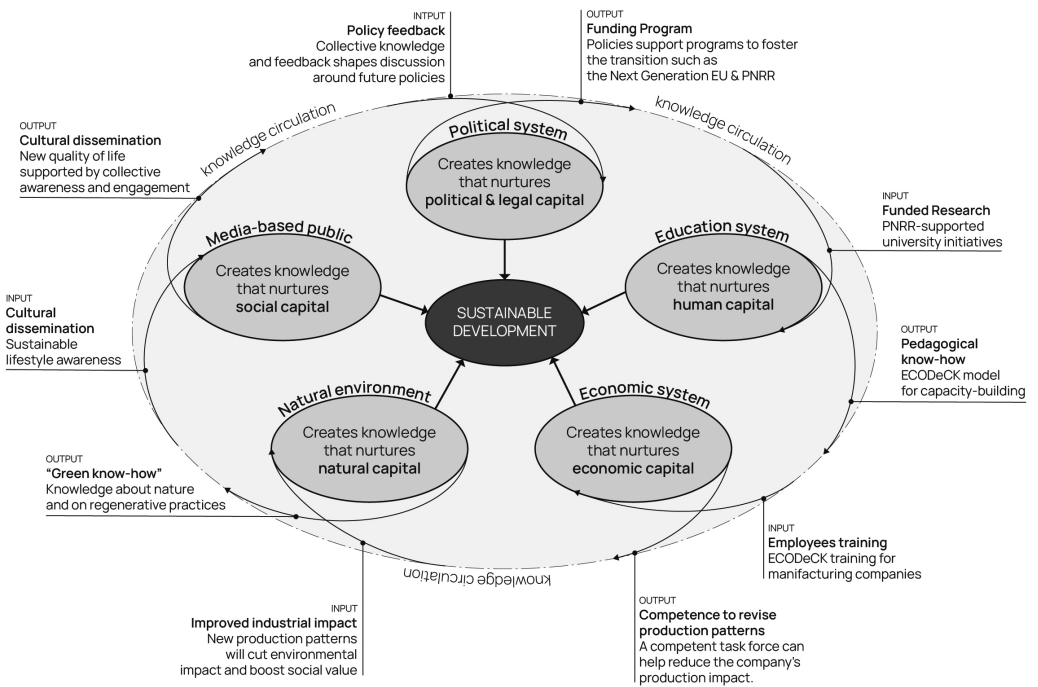 INTPUT
Policy feedback
Collective knowledge
and feedback shapes discussion
around future policies
OUTPUT
Funding Program
Policies support programs to foster
the transition such as
the Next Generation EU & PNRR
knowledge circulation
knowledge circulation
OUTPUT
Cultural dissemination
New quality of life
supported by collective
awareness and engagement
Political system
Creates knowledge
that nurtures
political & legal capital
INPUT
Funded Research
PNRR-supported
university initiatives
Media-based public
Creates knowledge
that nurtures
social capital
Education system
Creates knowledge
that nurtures
human capital
SUSTAINABLE
DEVELOPMENT
INPUT
Cultural
dissemination
Sustainable
lifestyle awareness
OUTPUT
Pedagogical
know-how
ECODeCK model
for capacity-building
Natural environment
Creates knowledge
that nurtures
natural capital
Economic system
Creates knowledge
that nurtures
economic capital
OUTPUT
“Green know-how”
Knowledge about nature
and on regenerative practices
INPUT
Employees training
ECODeCK training for
manifacturing companies
knowledge circulation
INPUT
Improved industrial impact
New production patterns
will cut environmental
impact and boost social value
OUTPUT
Competence to revise
production patterns
A competent task force can
help reduce the company's
production impact.